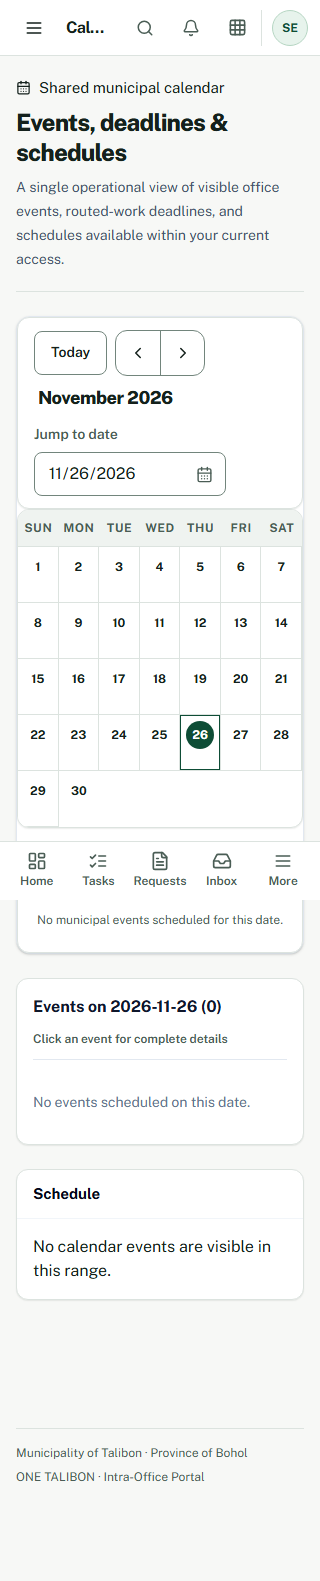 Cal...
SE
Shared municipal calendar
Events, deadlines &
schedules
A single operational view of visible office
events, routed-work deadlines, and
schedules available within your current
access.
Today
November 2026
Jump to date
11/26/2026
SUN MON TUE WED THU FRI SAT
1 2 3 4 5 6 7
8 9 10 11 12 13 14
15 16 17 18 19 20 21
22 23 24 25 26 27 28
29 30
Home Tasks Requests Inbox More
No municipal events scheduled for this date.
Events on 2026-11-26 (0)
Click an event for complete details
No events scheduled on this date.
Schedule
No calendar events are visible in
this range.
Municipality of Talibon · Province of Bohol
ONE TALIBON · Intra-Office Portal